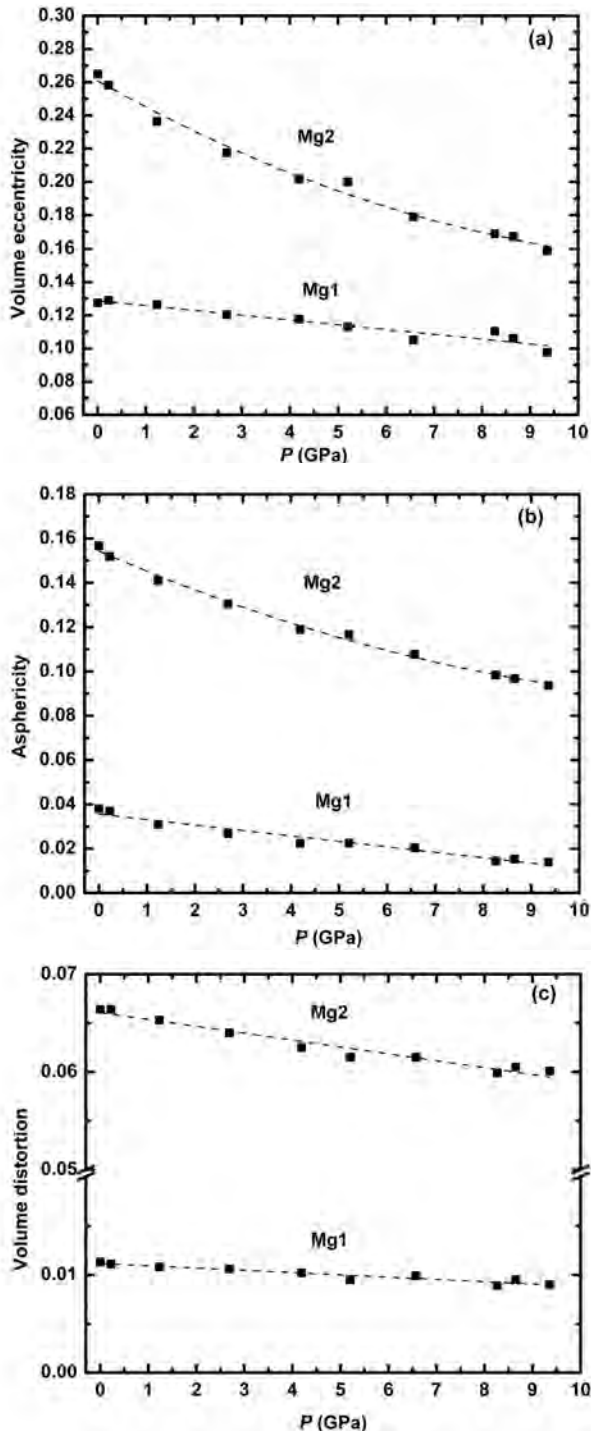 (a)
0.30
0.28
0.26
0.24
0.22
0.20
0.18
0.16
0.14
0.12
0.10
0.08
0.06
Volume eccentricity
Mg2
Mg1
0 1 2 3 4 5 6 7 8 9 10
P (GPa)
(b)
0.18
0.16
0.14
0.12
0.10
0.08
0.06
0.04
0.02
0.00
Asphericity
Mg2
Mg1
0 1 2 3 4 5 6 7 8 9 10
P (GPa)
(c)
0.07
0.06
0.05
0.01
0.00
Volume distortion
Mg2
Mg1
0 1 2 3 4 5 6 7 8 9 10
P (GPa)